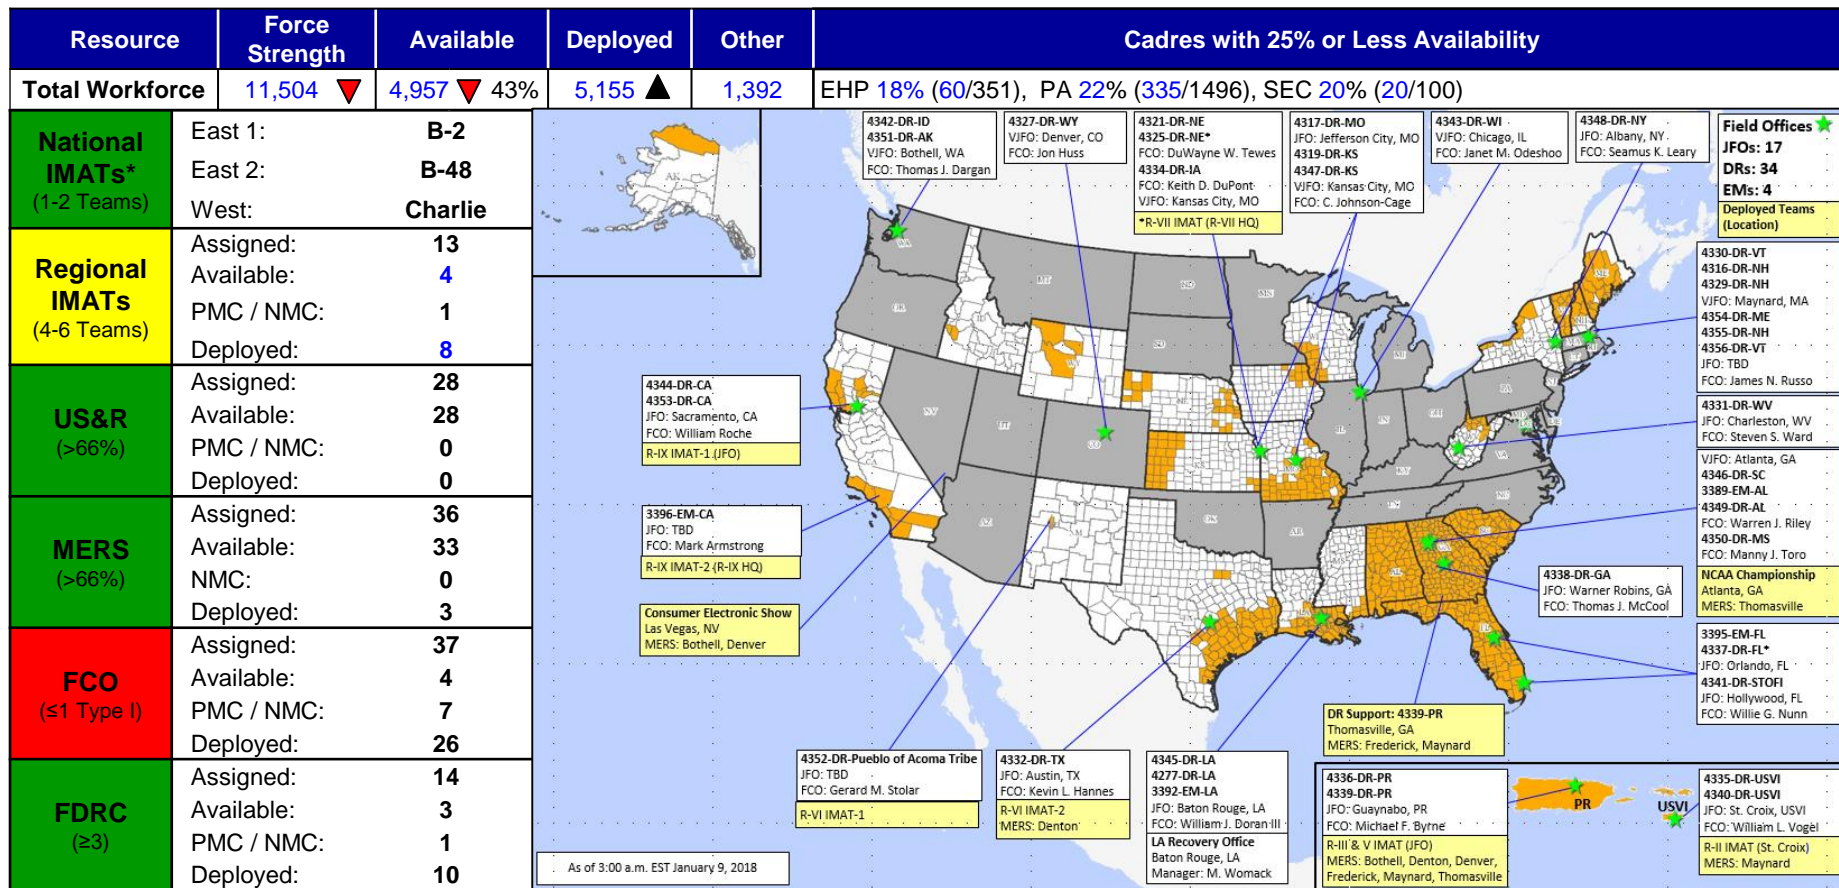 Resource Force Strength Available Deployed Other Cadres with 25% or Less Availability
Total Workforce 11,504 4,957 43% 5,155 1,392 EHP 18% (60/351), PA 22% (335/1496), SEC 20% (20/100)
National IMATs*
(1-2 Teams)
East 1: B-2
East 2: B-48
West: Charlie
Regional IMATs
(4-6 Teams)
Assigned: 13
Available: 4
PMC / NMC: 1
Deployed: 8
US&R
(>66%)
Assigned: 28
Available: 28
PMC / NMC: 0
Deployed: 0
MERS
(>66%)
Assigned: 36
Available: 33
NMC: 0
Deployed: 3
FCO
(≤1 Type I)
Assigned: 37
Available: 4
PMC / NMC: 7
Deployed: 26
FDRC
(≥3)
Assigned: 14
Available: 3
PMC / NMC: 1
Deployed: 10
4342-DR-ID
4351-DR-AK
VJFO: Bothell, WA
FCO: Thomas J. Dargan
4327-DR-WY
VJFO: Denver, CO
FCO: Jon Huss
4321-DR-NE
4325-DR-NE*
FCO: DuWayne W. Tewes
4334-DR-IA
FCO: Keith D. DuPont
VJFO: Kansas City, MO
*R-VII IMAT (R-VII HQ)
4317-DR-MO
JFO: Jefferson City, MO
4319-DR-KS
4347-DR-KS
VJFO: Kansas City, MO
FCO: C. Johnson-Cage
4343-DR-WI
VJFO: Chicago, IL
FCO: Janet M. Odeshoo
4348-DR-NY
JFO: Albany, NY
FCO: Seamus K. Leary
Field Offices
JFOs: 17
DRs: 34
EMs: 4
Deployed Teams
(Location)
4330-DR-VT
4316-DR-NH
4329-DR-NH
VJFO: Maynard, MA
4354-DR-ME
4355-DR-NH
4356-DR-VT
JFO: TBD
FCO: James N. Russo
4331-DR-WV
JFO: Charleston, WV
FCO: Steven S. Ward
VJFO: Atlanta, GA
4346-DR-SC
3389-EM-AL
4349-DR-AL
FCO: Warren J. Riley
4350-DR-MS
FCO: Manny J. Toro
NCAA Championship
Atlanta, GA
MERS: Thomasville
4338-DR-GA
JFO: Warner Robins, GA
FCO: Thomas J. McCool
3395-EM-FL
4337-DR-FL*
JFO: Orlando, FL
4341-DR-STOFI
JFO: Hollywood, FL
FCO: Willie G. Nunn
4344-DR-CA
4353-DR-CA
JFO: Sacramento, CA
FCO: William Roche
R-IX IMAT-1 (JFO)
3396-EM-CA
JFO: TBD
FCO: Mark Armstrong
R-IX IMAT-2 (R-IX HQ)
Consumer Electronic Show
Las Vegas, NV
MERS: Bothell, Denver
4352-DR-Pueblo of Acoma Tribe
JFO: TBD
FCO: Gerard M. Stolar
R-VI IMAT-1
4332-DR-TX
JFO: Austin, TX
FCO: Kevin L. Hannes
R-VI IMAT-2
MERS: Denton
4345-DR-LA
4277-DR-LA
3392-EM-LA
JFO: Baton Rouge, LA
FCO: William J. Doran III
LA Recovery Office
Baton Rouge, LA
Manager: M. Womack
DR Support: 4339-PR
Thomasville, GA
MERS: Frederick, Maynard
4336-DR-PR
4339-DR-PR
JFO: Guaynabo, PR
FCO: Michael F. Byrne
R-III & V IMAT (JFO)
MERS: Bothell, Denton, Denver,
Frederick, Maynard, Thomasville
PR
USVI
4335-DR-USVI
4340-DR-USVI
JFO: St. Croix, USVI
FCO: William L. Vogel
R-II IMAT (St. Croix)
MERS: Maynard
As of 3:00 a.m. EST January 9, 2018
AK
WA
OR
MT
ND
SD
MN
NV
UT
CO
AZ
OK
AR
CA
MI
IL
IN
OH
KY
VA
PA
NC
TN